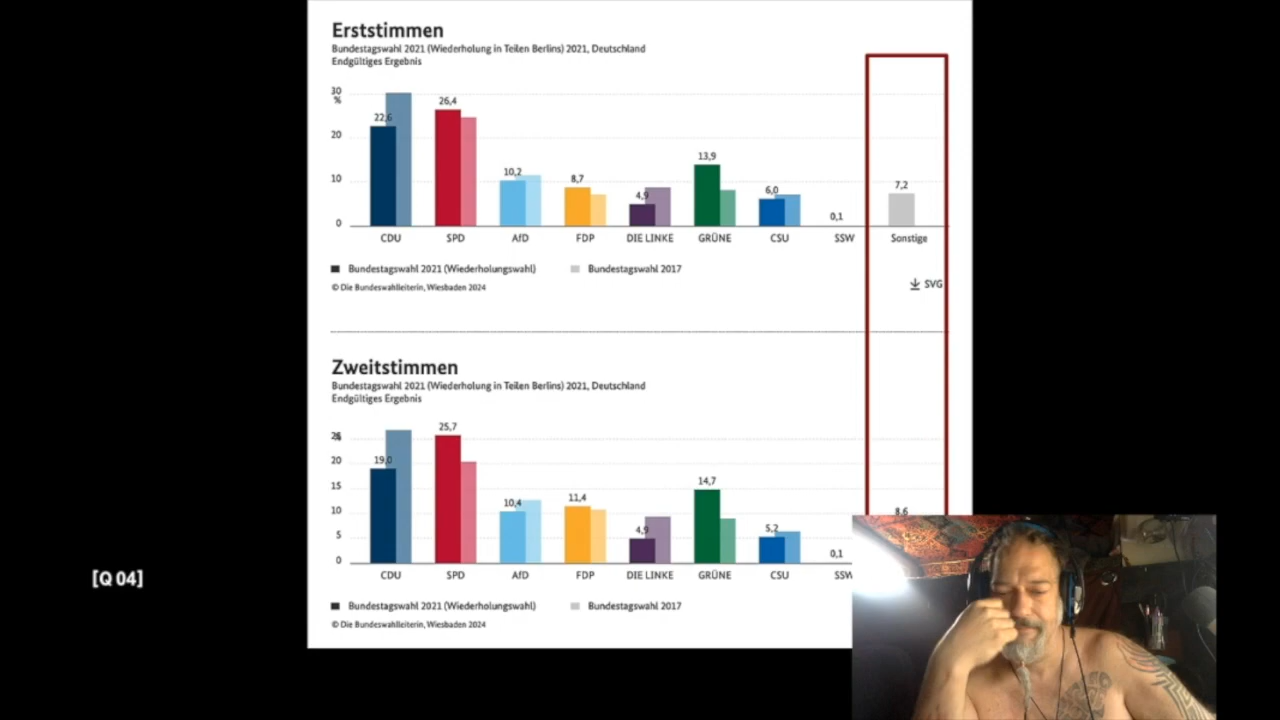 Erststimmen
Bundestagswahl 2021 (Wiederholung in Teilen Berlins) 2021, Deutschland
Endgültiges Ergebnis
30
%
20
10
0
22,6
26,4
10,2
8,7
4,9
13,9
6,0
0,1
7,2
CDU SPD AfD FDP DIE LINKE GRÜNE CSU SSW Sonstige
Bundestagswahl 2021 (Wiederholungswahl) Bundestagswahl 2017
© Die Bundeswahlleiterin, Wiesbaden 2024
SVG
Zweitstimmen
Bundestagswahl 2021 (Wiederholung in Teilen Berlins) 2021, Deutschland
Endgültiges Ergebnis
20
15
10
5
0
19,0
25,7
10,4
11,4
4,9
14,7
5,2
0,1
8,6
CDU SPD AfD FDP DIE LINKE GRÜNE CSU SSW
Bundestagswahl 2021 (Wiederholungswahl) Bundestagswahl 2017
© Die Bundeswahlleiterin, Wiesbaden 2024
[Q 04]